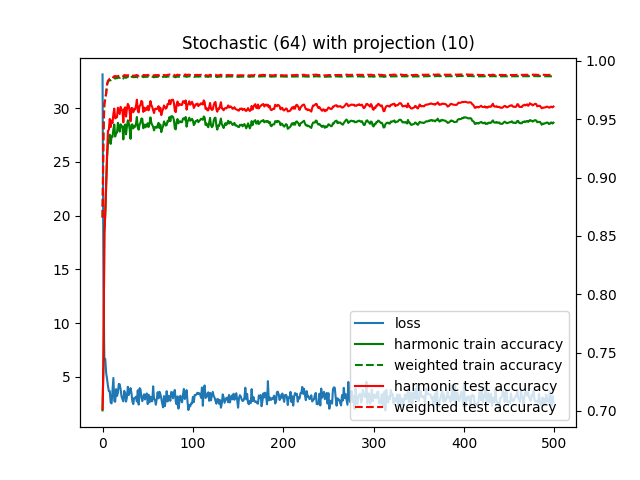 Stochastic (64) with projection (10)
30
25
20
15
10
5
1.00
0.95
0.90
0.85
0.80
0.75
0.70
loss
harmonic train accuracy
weighted train accuracy
harmonic test accuracy
weighted test accuracy
0 100 200 300 400 500